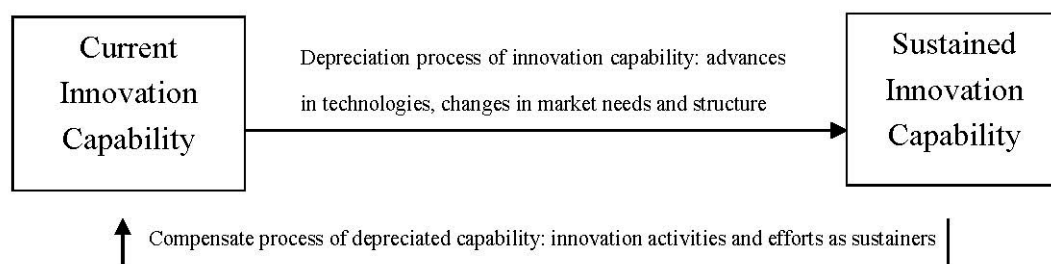 Current
Innovation
Capability
Depreciation process of innovation capability: advances
in technologies, changes in market needs and structure
Sustained
Innovation
Capability
Compensate process of depreciated capability: innovation activities and efforts as sustainers